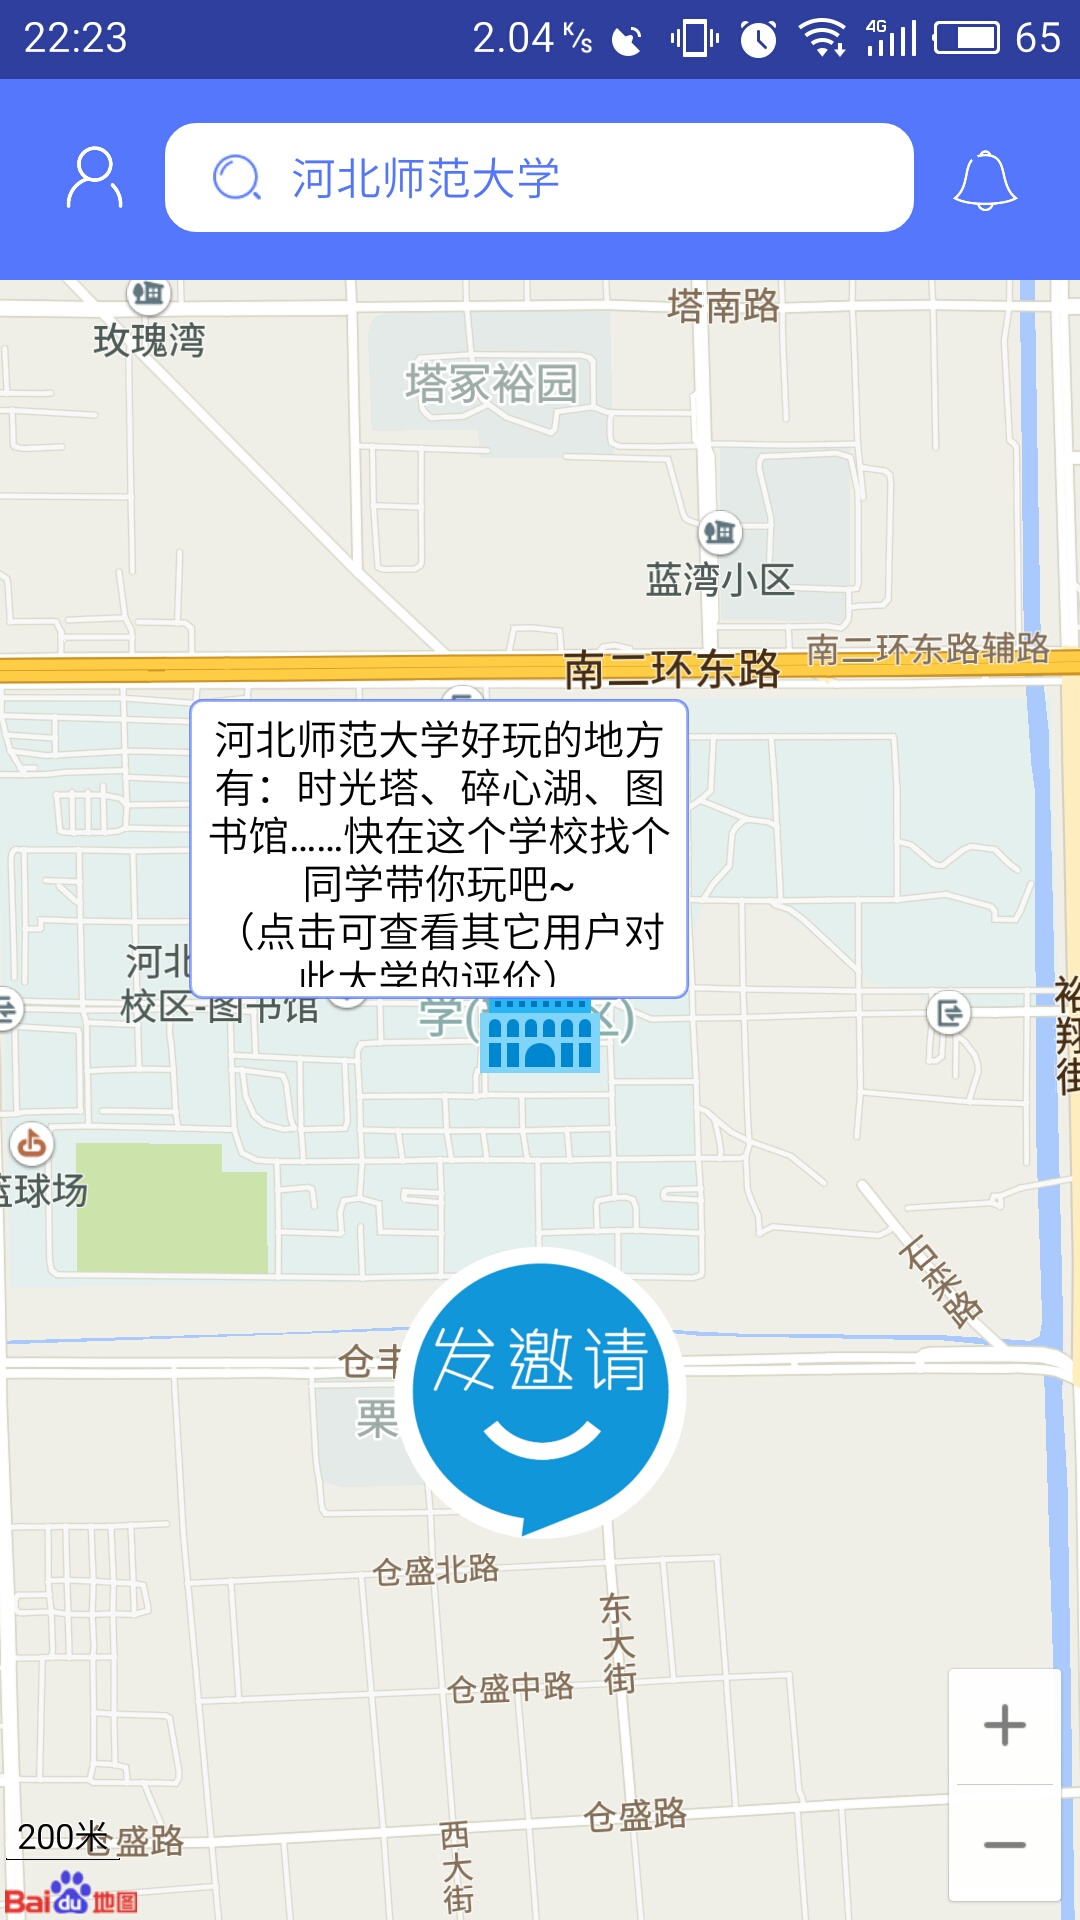 22:23
2.04 K/s
4G
65
河北师范大学
塔南路
玫瑰湾
塔冢裕园
蓝湾小区
南二环东路辅路
南二环东路
河北师范大学好玩的地方
有：时光塔、碎心湖、图
书馆......快在这个学校找个
同学带你玩吧~
（点击可查看其它用户对
此大学的评价）
河北
校区-图书馆
学(
区)
裕翔街
篮球场
石栾路
发邀请
仓丰
栗
仓盛北路
东大街
仓盛中路
仓盛路
200米
仓盛路
西大街
Baidu地图